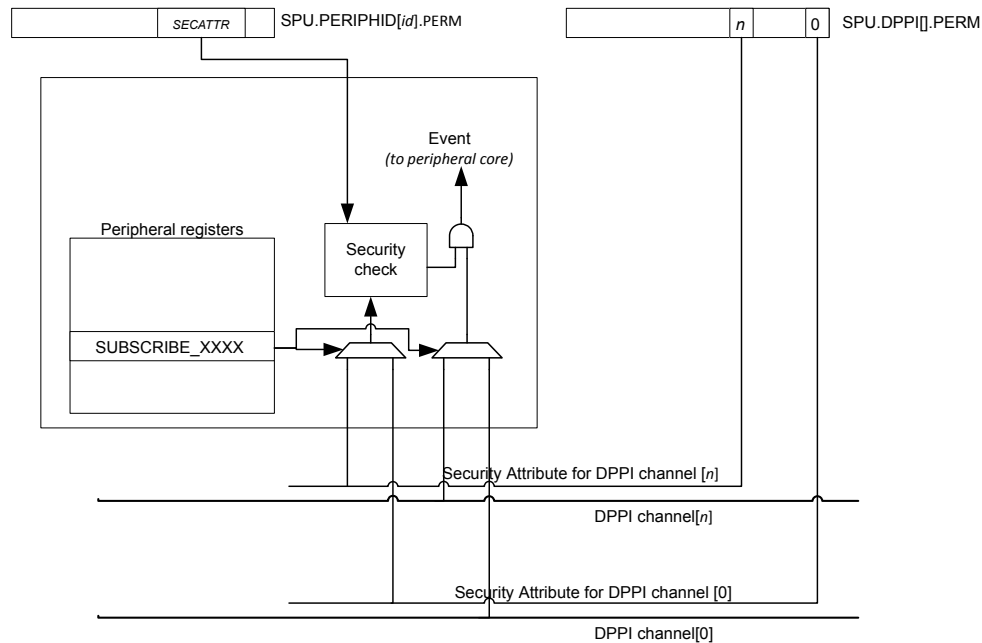 SECATTR
SPU.PERIPHID[id].PERM
n
0
SPU.DPPI[].PERM
Event
(to peripheral core)
Peripheral registers
Security
check
SUBSCRIBE_XXXX
Security Attribute for DPPI channel [n]
DPPI channel[n]
Security Attribute for DPPI channel [0]
DPPI channel[0]